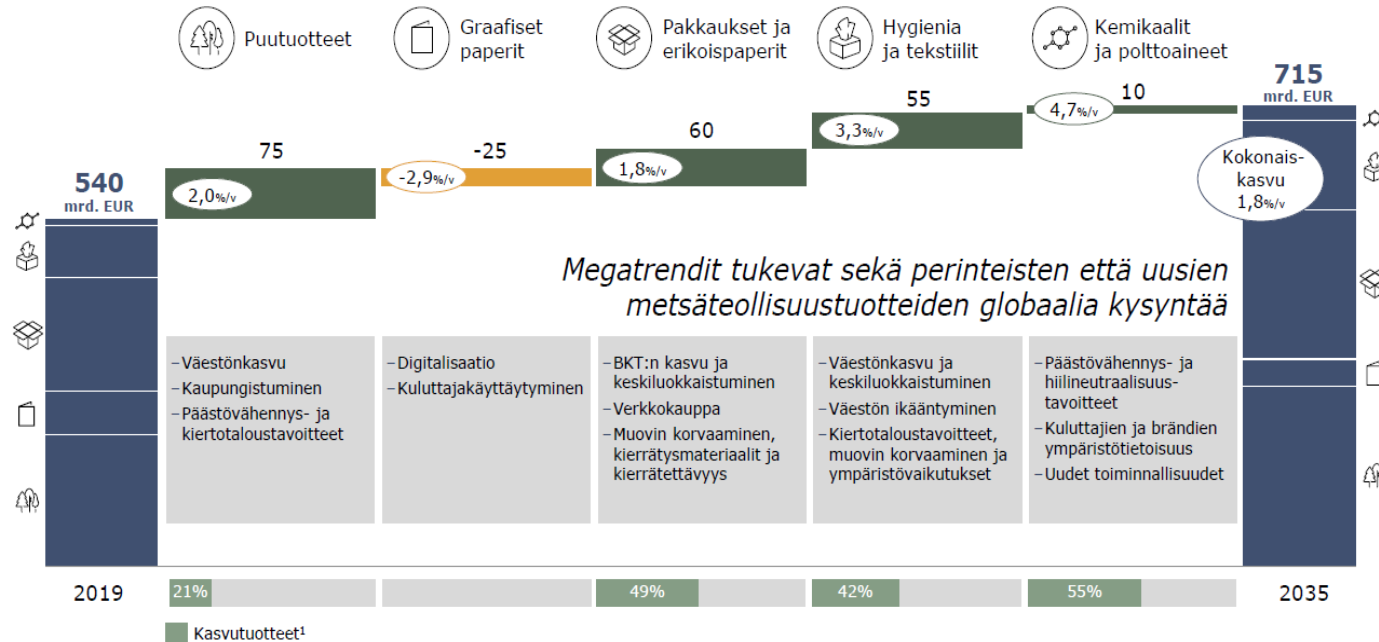 Puutuotteet
Graafiset
paperit
Pakkaukset ja
erikoispaperit
Hygienia
ja tekstiilit
Kemikaalit
ja polttoaineet
540
mrd. EUR
75
2,0%/v
-25
-2,9%/v
60
1,8%/v
55
3,3%/v
10
4,7%/v
715
mrd. EUR
Kokonais-
kasvu
1,8%/v
Megatrendit tukevat sekä perinteisten että uusien
metsäteollisuustuotteiden globaalia kysyntää
–Väestönkasvu
–Kaupungistuminen
–Päästövähennys- ja
kiertotaloustavoitteet
–Digitalisaatio
–Kuluttajakäyttäytyminen
–BKT:n kasvu ja
keskiluokkaistuminen
–Verkkokauppa
–Muovin korvaaminen,
kierrätysmateriaalit ja
kierrätettävyys
–Väestönkasvu ja
keskiluokkaistuminen
–Väestön ikääntyminen
–Kiertotaloustavoitteet,
muovin korvaaminen ja
ympäristövaikutukset
–Päästövähennys- ja
hiilineutraalisuus-
tavoitteet
–Kuluttajien ja brändien
ympäristötietoisuus
–Uudet toiminnallisuudet
2019
21%
49%
42%
55%
2035
Kasvutuotteet¹